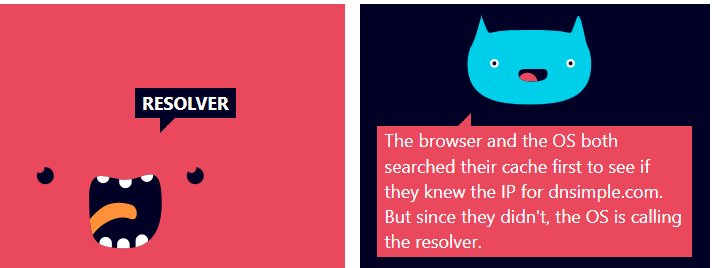 RESOLVER
The browser and the OS both
searched their cache first to see if
they knew the IP for dnsimple.com.
But since they didn't, the OS is calling
the resolver.